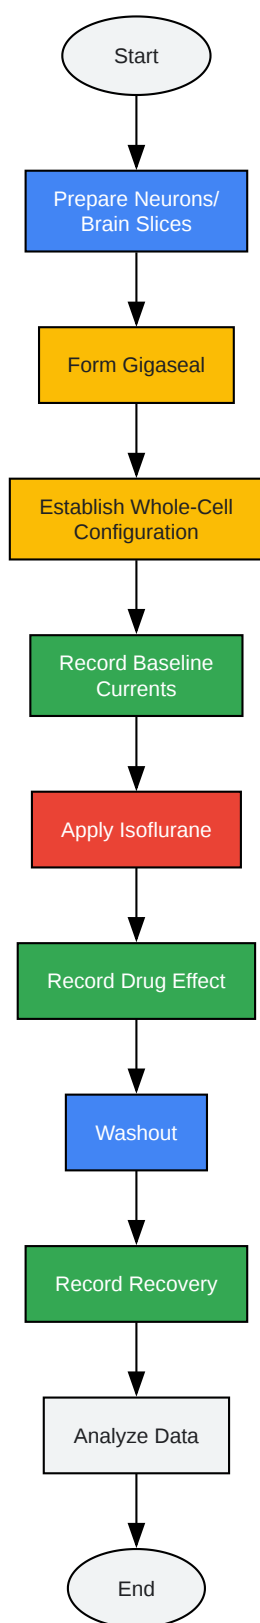 Start
Prepare Neurons/
Brain Slices
Form Gigaseal
Establish Whole-Cell
Configuration
Record Baseline
Currents
Apply Isoflurane
Record Drug Effect
Washout
Record Recovery
Analyze Data
End